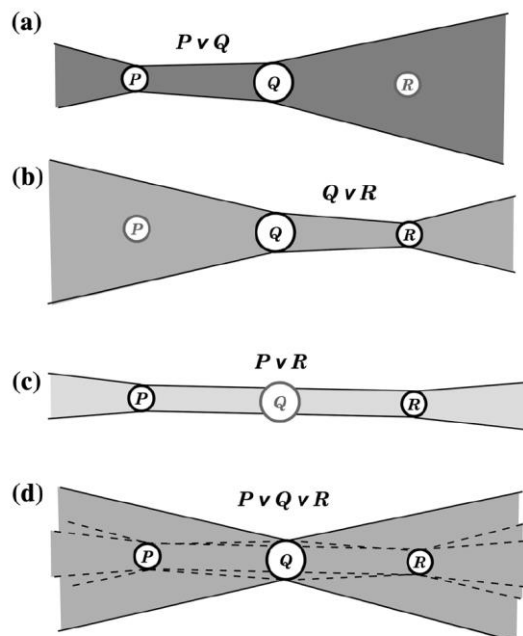 (a)
P v Q
P Q R
(b)
Q v R
P Q R
(c)
P v R
P Q R
(d)
P v Q v R
P Q R